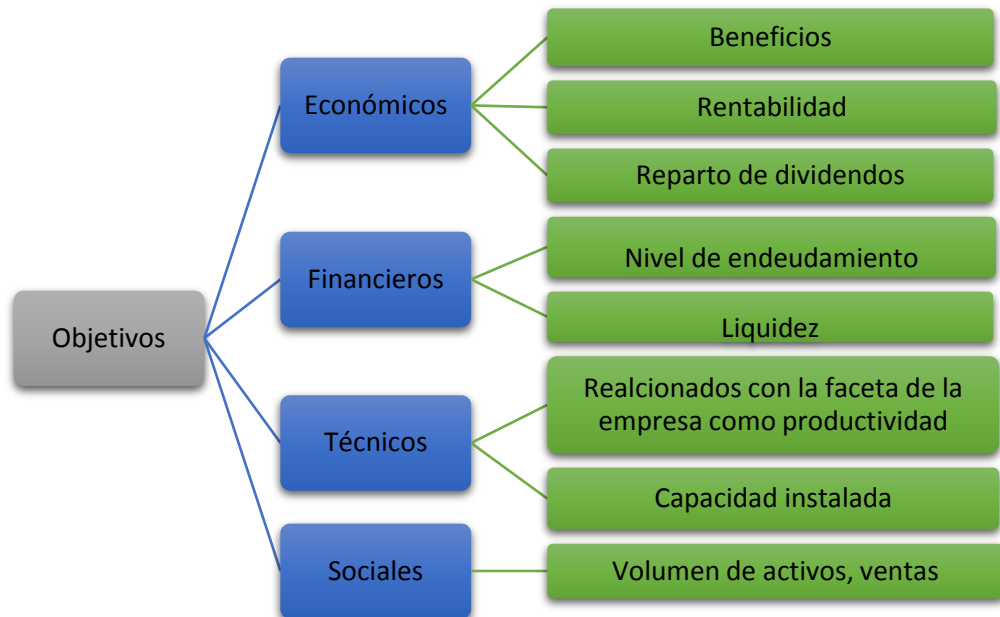 Objetivos
Económicos
Beneficios
Rentabilidad
Reparto de dividendos
Financieros
Nivel de endeudamiento
Liquidez
Técnicos
Realcionados con la faceta de la
empresa como productividad
Capacidad instalada
Sociales
Volumen de activos, ventas